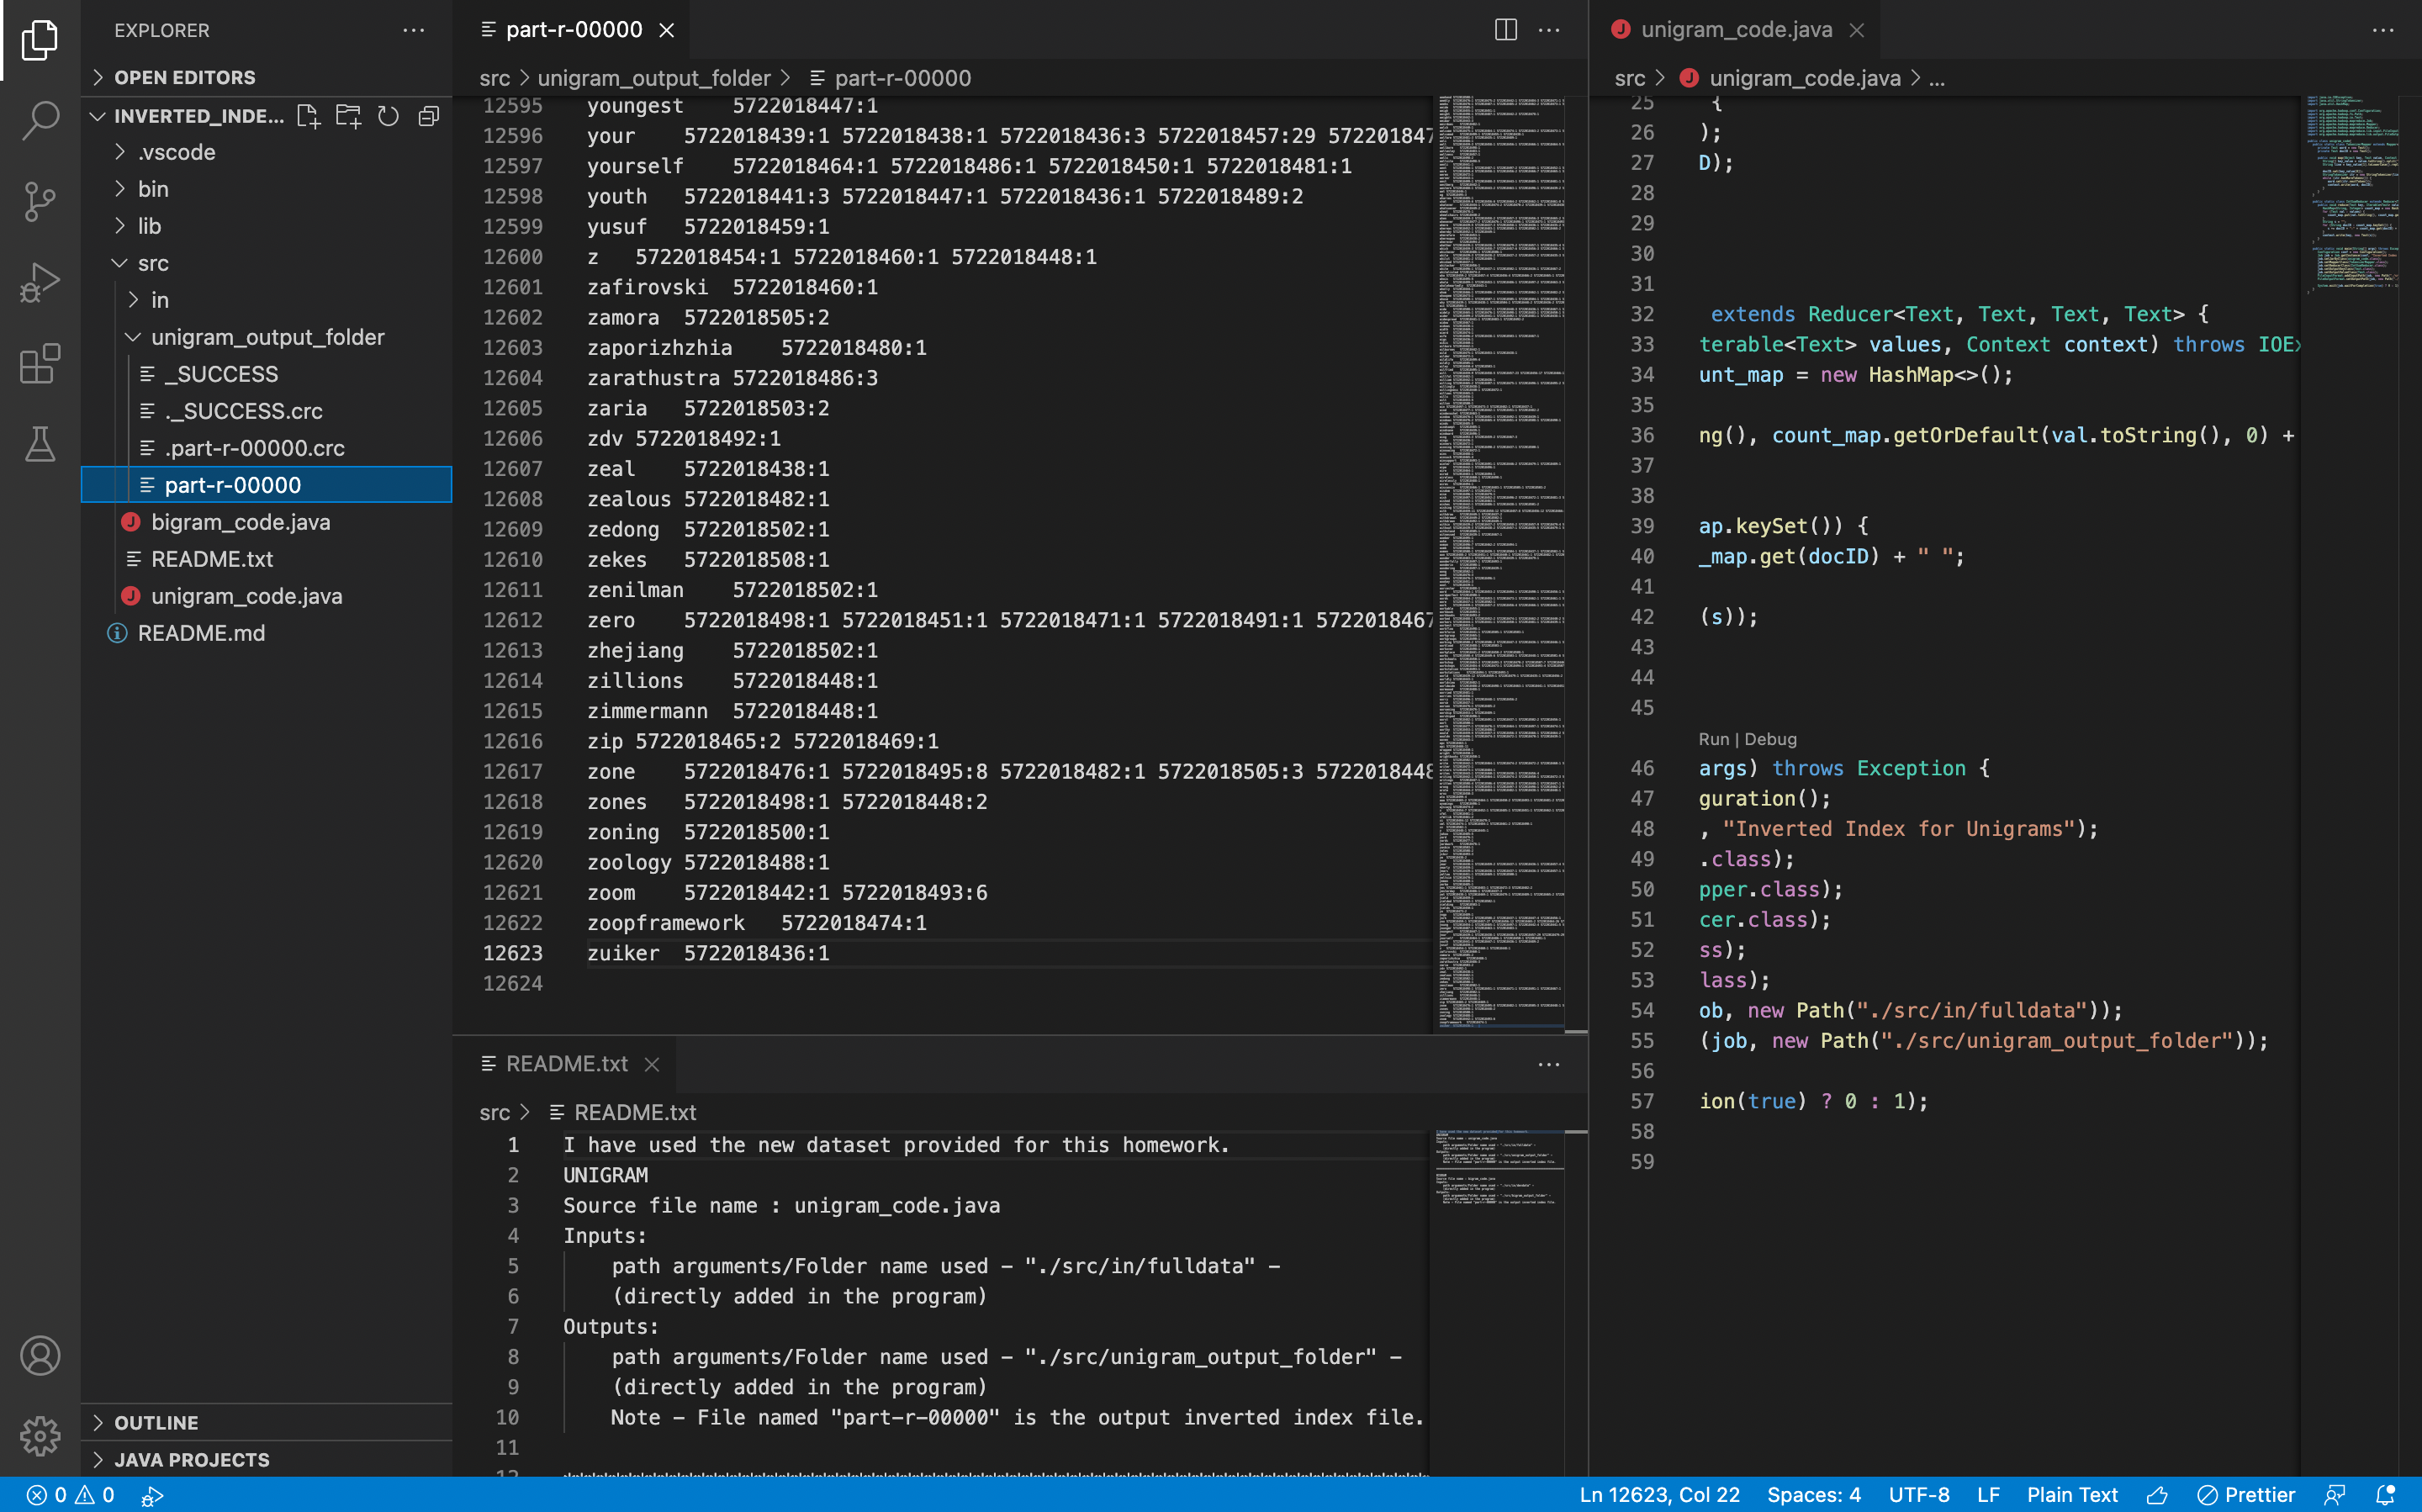 EXPLORER
OPEN EDITORS
INVERTED_INDE...
.vscode
bin
lib
src
in
unigram_output_folder
_SUCCESS
._SUCCESS.crc
.part-r-00000.crc
part-r-00000
bigram_code.java
README.txt
unigram_code.java
README.md
OUTLINE
JAVA PROJECTS
part-r-00000
src > unigram_output_folder > part-r-00000
12595 youngest 5722018447:1
12596 your 5722018439:1 5722018438:1 5722018436:3 5722018457:29 572201847
12597 yourself 5722018464:1 5722018486:1 5722018450:1 5722018481:1
12598 youth 5722018441:3 5722018447:1 5722018436:1 5722018489:2
12599 yusuf 5722018459:1
12600 z 5722018454:1 5722018460:1 5722018448:1
12601 zafirovski 5722018460:1
12602 zamora 5722018505:2
12603 zaporizhzhia 5722018480:1
12604 zarathustra 5722018486:3
12605 zaria 5722018503:2
12606 zdv 5722018492:1
12607 zeal 5722018438:1
12608 zealous 5722018482:1
12609 zedong 5722018502:1
12610 zekes 5722018508:1
12611 zenilman 5722018502:1
12612 zero 5722018498:1 5722018451:1 5722018471:1 5722018491:1 5722018467
12613 zhejiang 5722018502:1
12614 zillions 5722018448:1
12615 zimmermann 5722018448:1
12616 zip 5722018465:2 5722018469:1
12617 zone 5722018476:1 5722018495:8 5722018482:1 5722018505:3 5722018448
12618 zones 5722018498:1 5722018448:2
12619 zoning 5722018500:1
12620 zoology 5722018488:1
12621 zoom 5722018442:1 5722018493:6
12622 zoopframework 5722018474:1
12623 zuiker 5722018436:1
12624
README.txt
src > README.txt
1 I have used the new dataset provided for this homework.
2 UNIGRAM
3 Source file name : unigram_code.java
4 Inputs:
5 path arguments/Folder name used - "./src/in/fulldata" -
6 (directly added in the program)
7 Outputs:
8 path arguments/Folder name used - "./src/unigram_output_folder" -
9 (directly added in the program)
10 Note - File named "part-r-00000" is the output inverted index file.
11
unigram_code.java
src > unigram_code.java > ...
25 {
26 );
27 D);
28
29
30
31
32 extends Reducer<Text, Text, Text, Text> {
33 terable<Text> values, Context context) throws IOEx
34 unt_map = new HashMap<>();
35
36 ng(), count_map.getOrDefault(val.toString(), 0) +
37
38
39 ap.keySet()) {
40 _map.get(docID) + " ";
41
42 (s));
43
44
45
Run | Debug
46 args) throws Exception {
47 guration();
48 , "Inverted Index for Unigrams");
49 .class);
50 pper.class);
51 cer.class);
52 ss);
53 lass);
54 ob, new Path("./src/in/fulldata"));
55 (job, new Path("./src/unigram_output_folder"));
56
57 ion(true) ? 0 : 1);
58
59
0 0
Ln 12623, Col 22 Spaces: 4 UTF-8 LF Plain Text Prettier